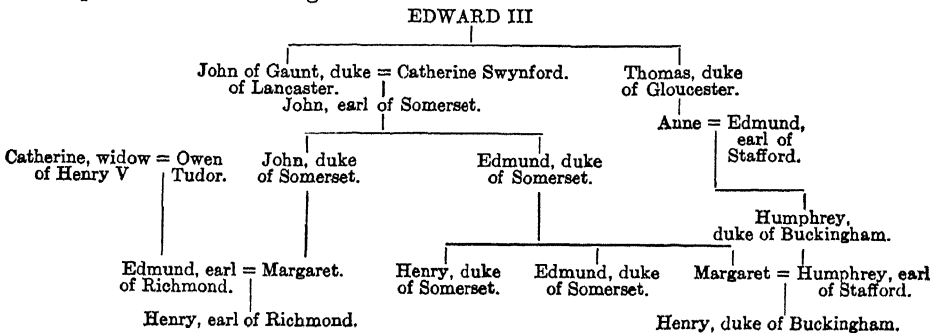 EDWARD III
John of Gaunt, duke = Catherine Swynford.
of Lancaster.
Thomas, duke
of Gloucester.
John, earl of Somerset.
Anne = Edmund,
earl of
Stafford.
Catherine, widow = Owen
of Henry V Tudor.
John, duke
of Somerset.
Edmund, duke
of Somerset.
Humphrey,
duke of Buckingham.
Edmund, earl = Margaret.
of Richmond.
Henry, duke
of Somerset.
Edmund, duke
of Somerset.
Margaret = Humphrey, earl
of Stafford.
Henry, earl of Richmond.
Henry, duke of Buckingham.